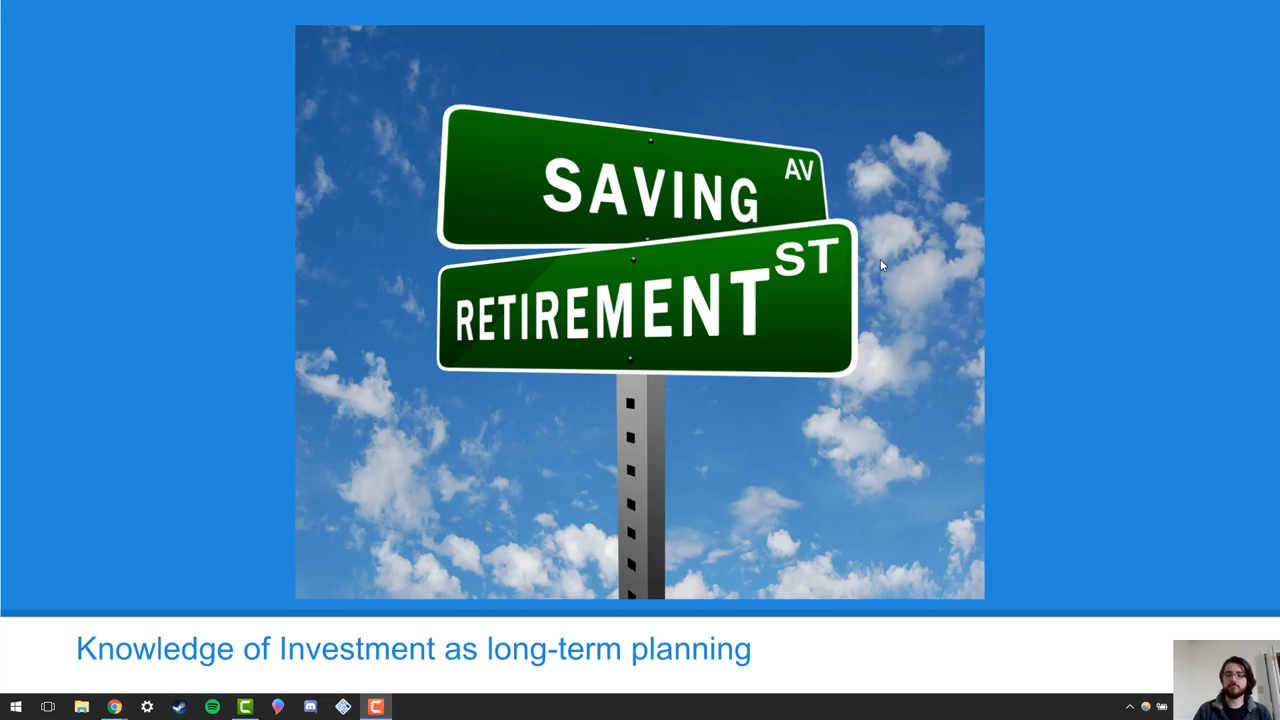 SAVING AV
RETIREMENT ST
Knowledge of Investment as long-term planning